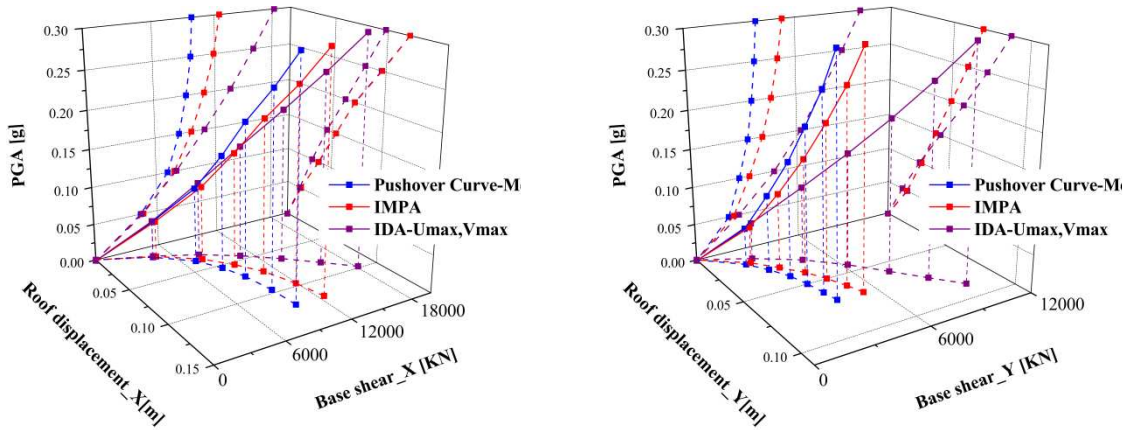 0.30
0.25
0.20
0.15
0.10
0.05
0.00
PGA [g]
Pushover Curve-Mo
IMPA
IDA-Umax,Vmax
0.05
0.10
0.15
Roof displacement_X[m]
0
6000
12000
18000
Base shear_X [KN]
0.30
0.25
0.20
0.15
0.10
0.05
0.00
PGA [g]
Pushover Curve-Mo
IMPA
IDA-Umax,Vmax
0.05
0.10
Roof displacement_Y[m]
0
6000
12000
Base shear_Y [KN]